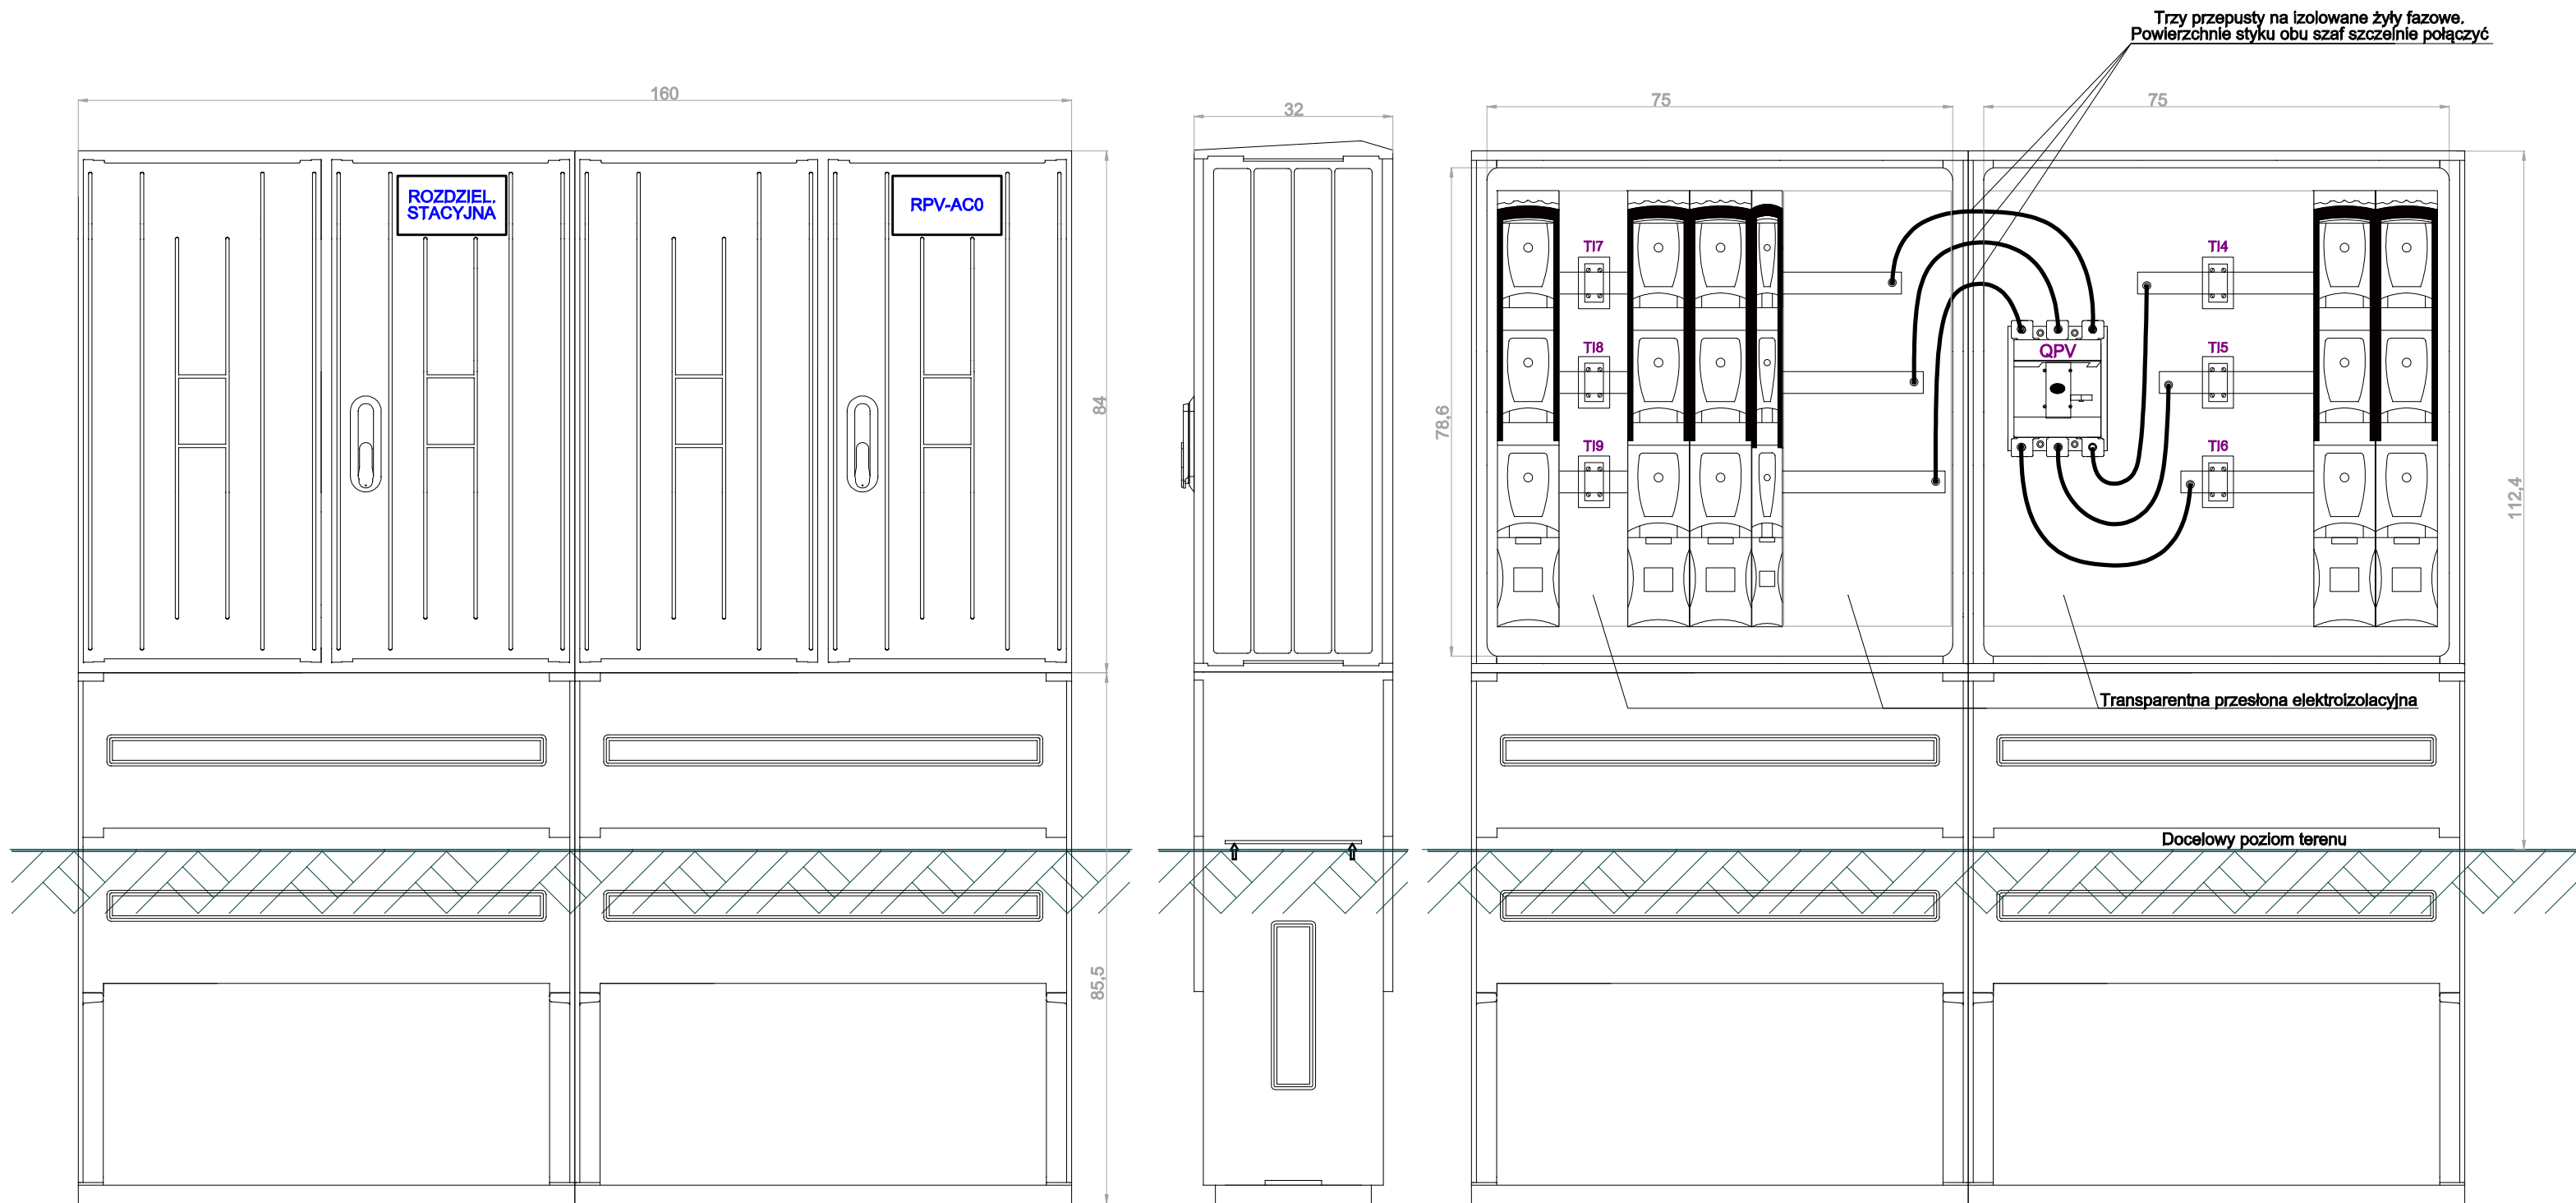 Trzy przepusty na izolowane żyły fazowe.
Powierzchnie styku obu szaf szczelnie połączyć
160
32
75
75
ROZDZIEL.
STACYJNA
RPV-AC0
84
78,6
112,4
TI7
TI8
TI9
QPV
TI4
TI5
TI6
Transparentna przesłona elektroizolacyjna
Docelowy poziom terenu
85,5